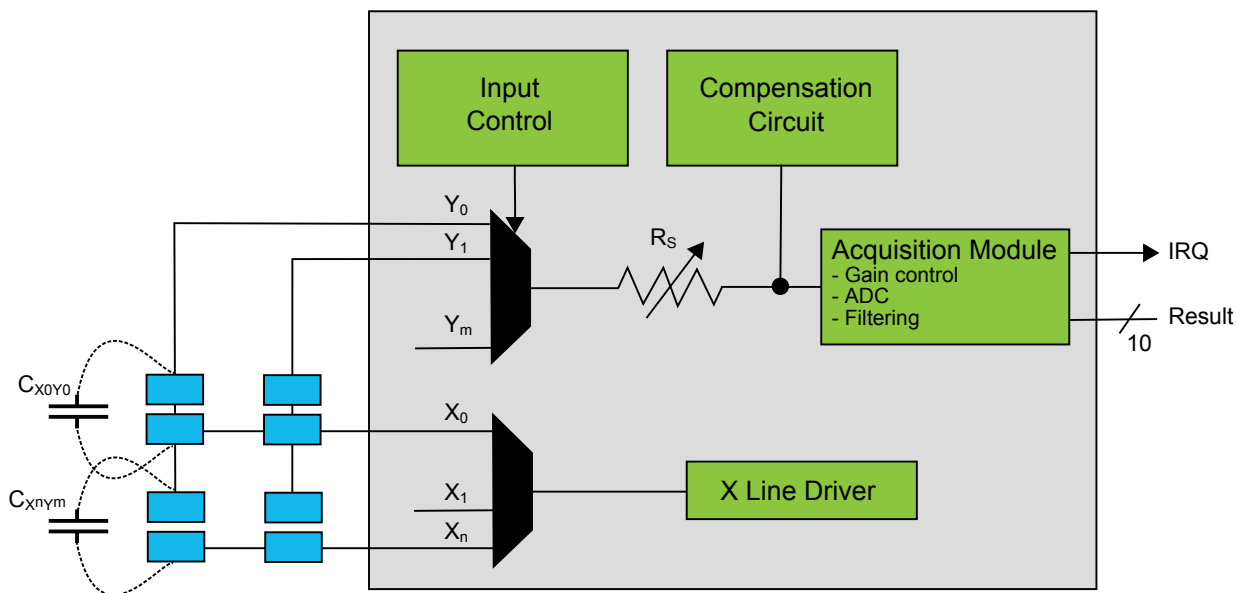 Input
Control
Compensation
Circuit
Y0
Y1
RS
Acquisition Module
- Gain control
- ADC
- Filtering
IRQ
Result
10
Ym
CX0Y0
X0
CXnYm
X1
Xn
X Line Driver